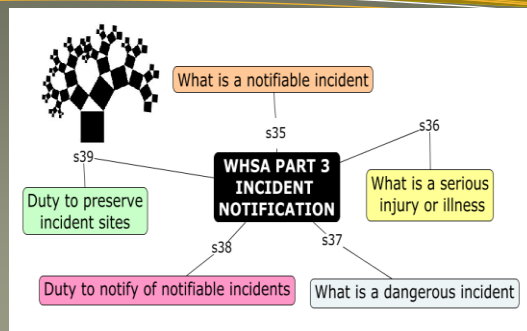 What is a notifiable incident
s35
s36
s39
WHSA PART 3
INCIDENT
NOTIFICATION
What is a serious
injury or illness
Duty to preserve
incident sites
s38
s37
Duty to notify of notifiable incidents
What is a dangerous incident